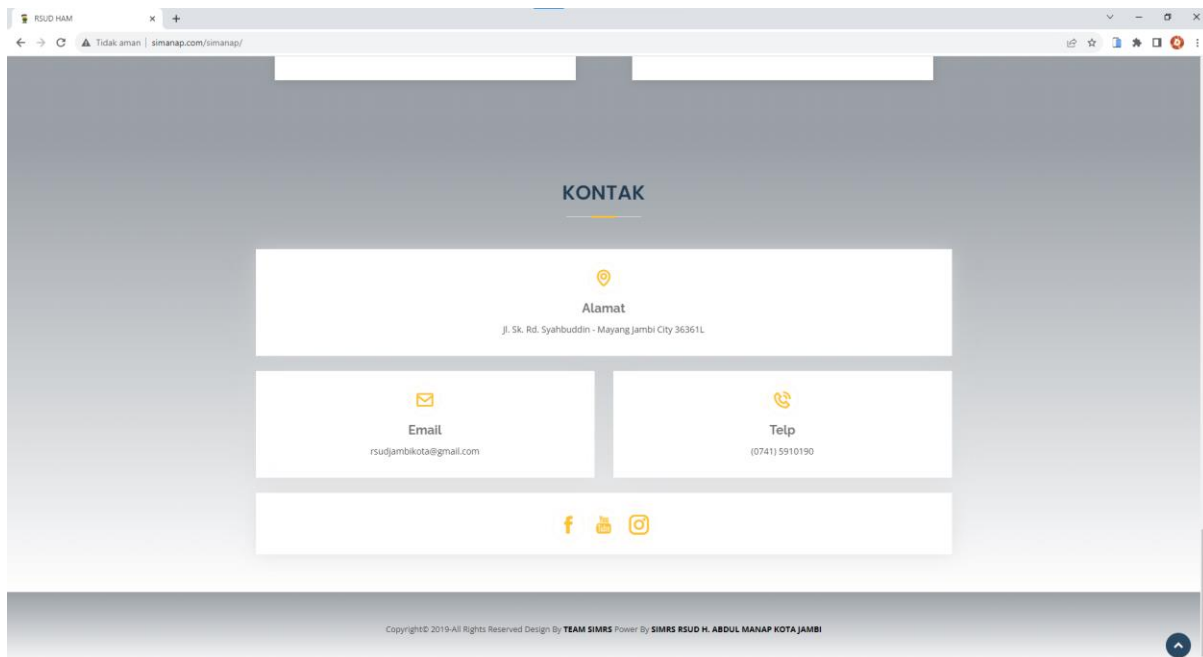 RSUD HAM
Tidak aman | simanap.com/simanap/
KONTAK
Alamat
Jl. Sk. Rd. Syahbuddin - Mayang Jambi City 36361L
Email
rsudjambikota@gmail.com
Telp
(0741) 5910190
You Tube
Copyright© 2019-All Rights Reserved Design By TEAM SIMRS Power By SIMRS RSUD H. ABDUL MANAP KOTA JAMBI